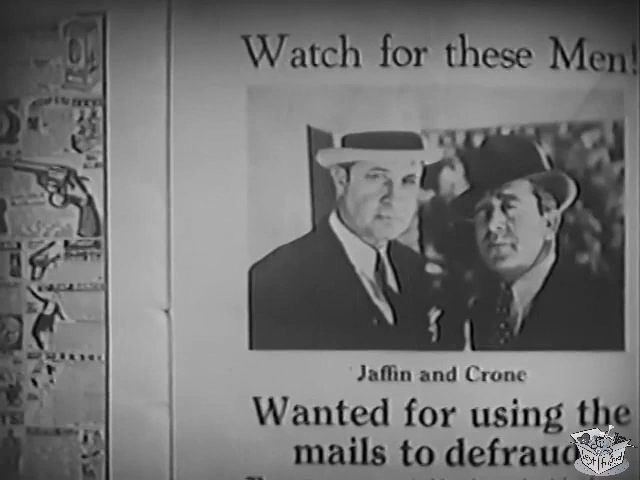 Watch for these Men!
Jaffin and Crone
Wanted for using the
mails to defraud